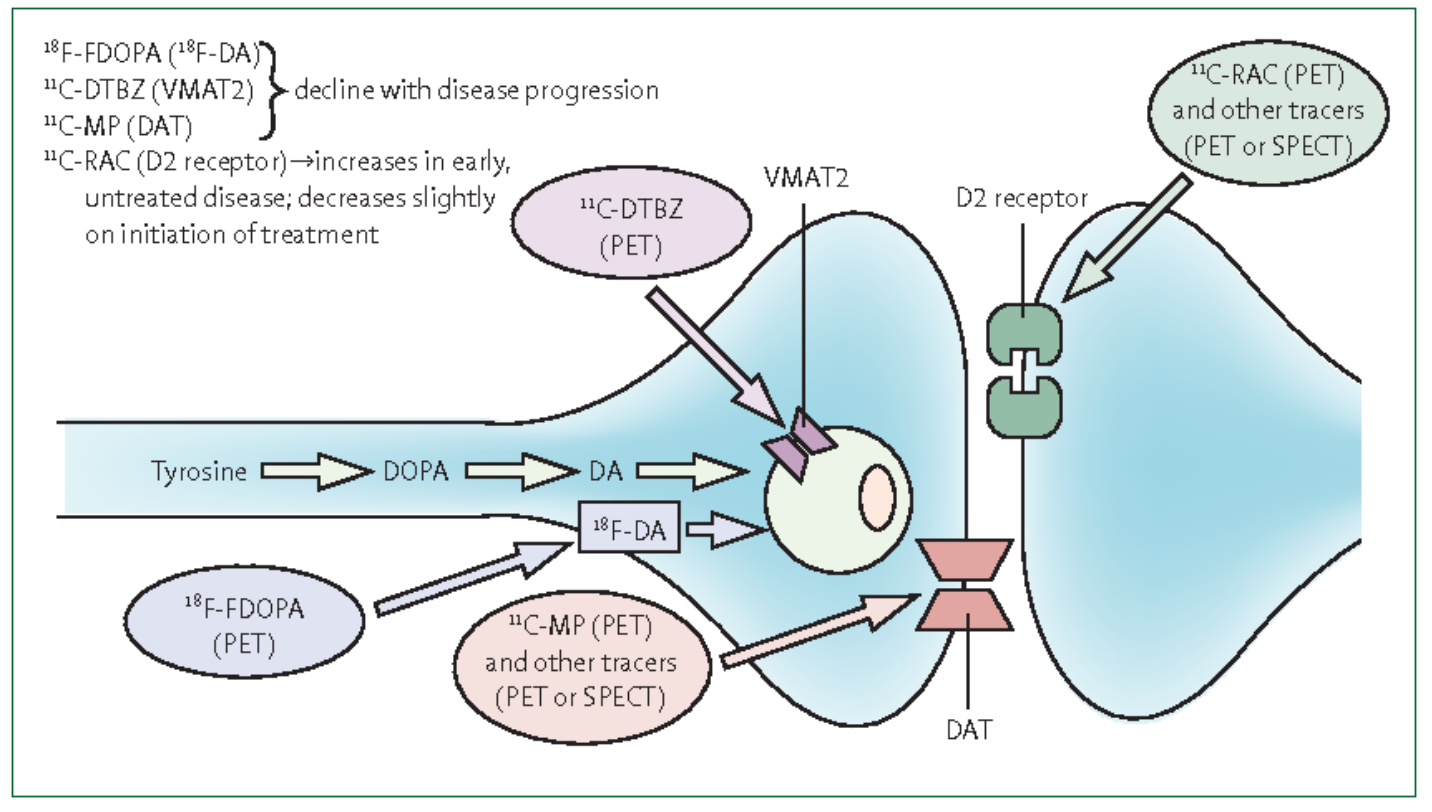 ¹⁸F-FDOPA (¹⁸F-DA)
¹¹C-DTBZ (VMAT2)
¹¹C-MP (DAT)
decline with disease progression
¹¹C-RAC (D2 receptor)→increases in early,
untreated disease; decreases slightly
on initiation of treatment
¹¹C-RAC (PET)
and other tracers
(PET or SPECT)
VMAT2
D2 receptor
¹¹C-DTBZ
(PET)
Tyrosine
DOPA
DA
¹⁸F-DA
¹⁸F-FDOPA
(PET)
¹¹C-MP (PET)
and other tracers
(PET or SPECT)
DAT